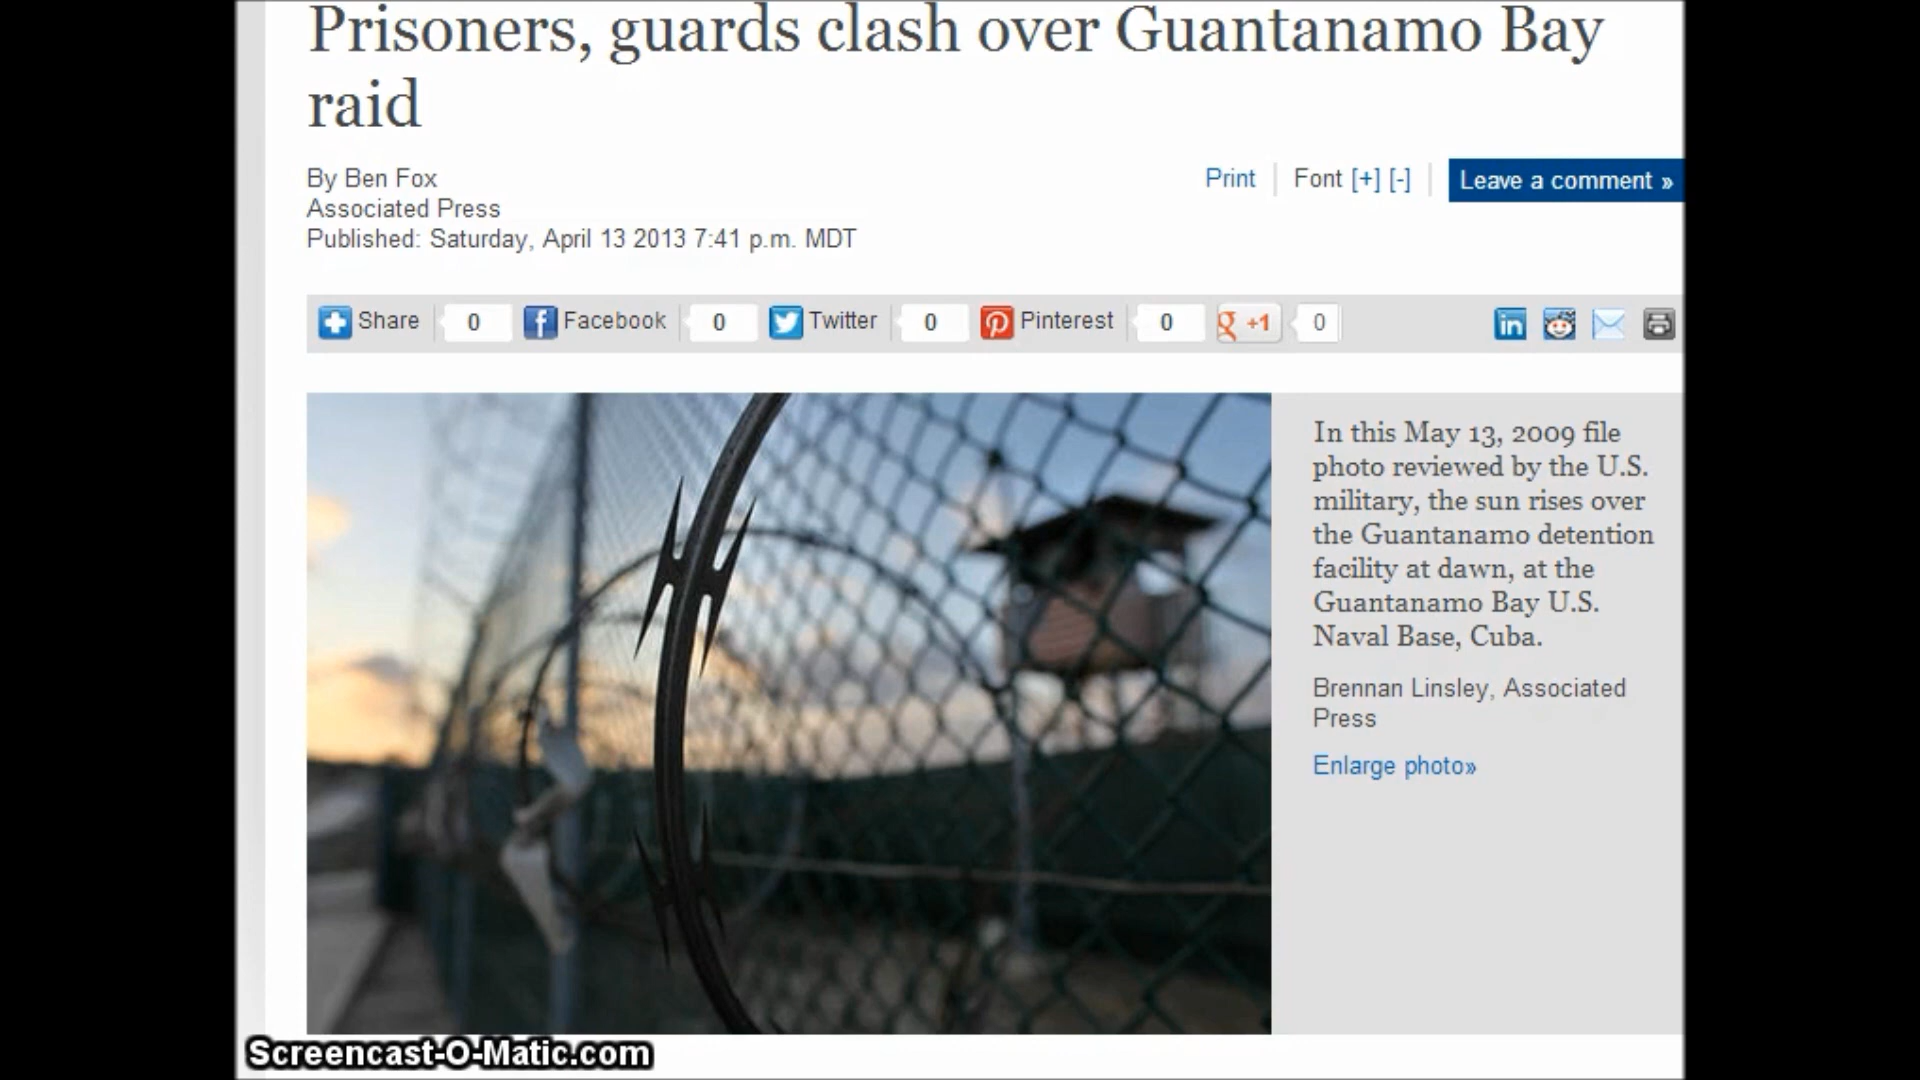 Prisoners, guards clash over Guantanamo Bay
raid
By Ben Fox
Associated Press
Published: Saturday, April 13 2013 7:41 p.m. MDT
Print Font [+] [-] Leave a comment »
Share 0 Facebook 0 Twitter 0 Pinterest 0 g +1 0 in
In this May 13, 2009 file
photo reviewed by the U.S.
military, the sun rises over
the Guantanamo detention
facility at dawn, at the
Guantanamo Bay U.S.
Naval Base, Cuba.
Brennan Linsley, Associated
Press
Enlarge photo»
Screencast-O-Matic.com